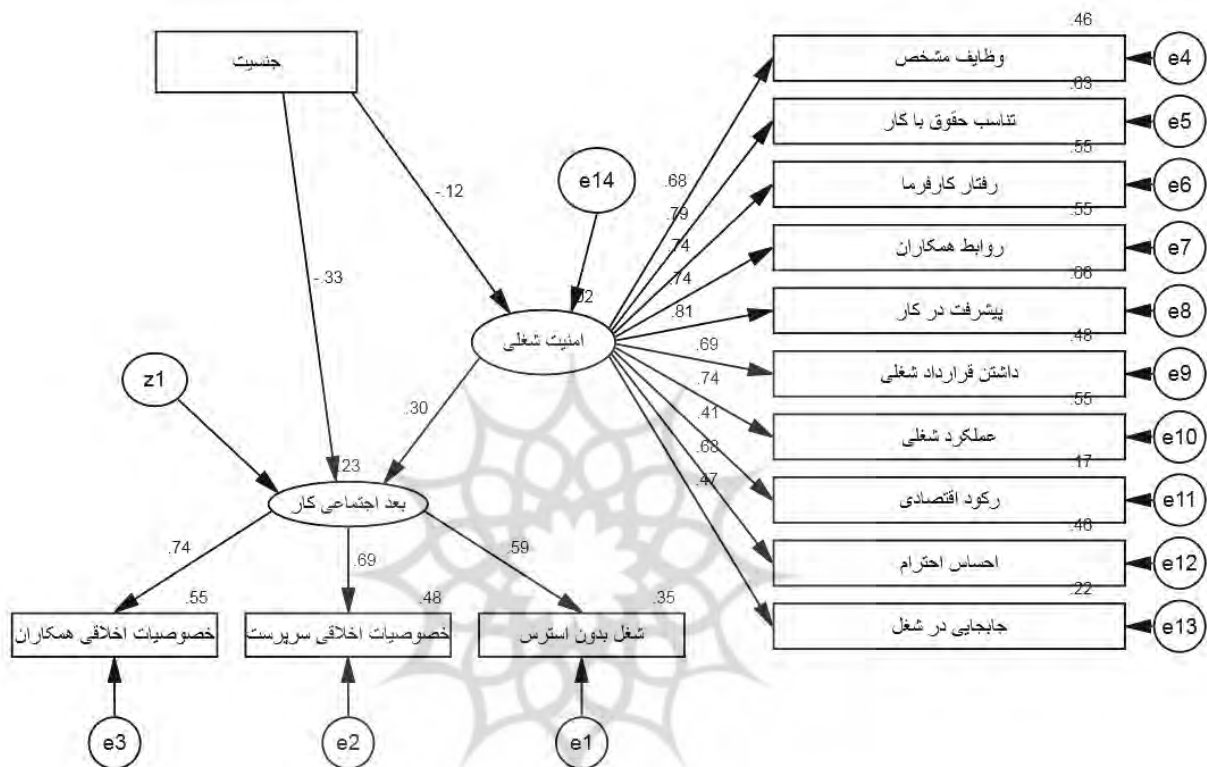 جنسیت
.46
وظایف مشخص
e4
.63
تناسب حقوق با کار
e5
.55
رفتار کارفرما
e6
.55
روابط همکاران
e7
.66
پیشرفت در کار
e8
.48
داشتن قرارداد شغلی
e9
.55
عملکرد شغلی
e10
.17
رکود اقتصادی
e11
.46
احساس احترام
e12
.22
جابجایی در شغل
e13
e14
-.12
-.33
.68
.79
.74
.74
.81
.69
.74
.41
.68
.47
.02
امنیت شغلی
z1
.30
.23
بعد اجتماعی کار
.74
.69
.59
.55
خصوصیات اخلاقی همکاران
.48
خصوصیات اخلاقی سرپرست
.35
شغل بدون استرس
e3
e2
e1